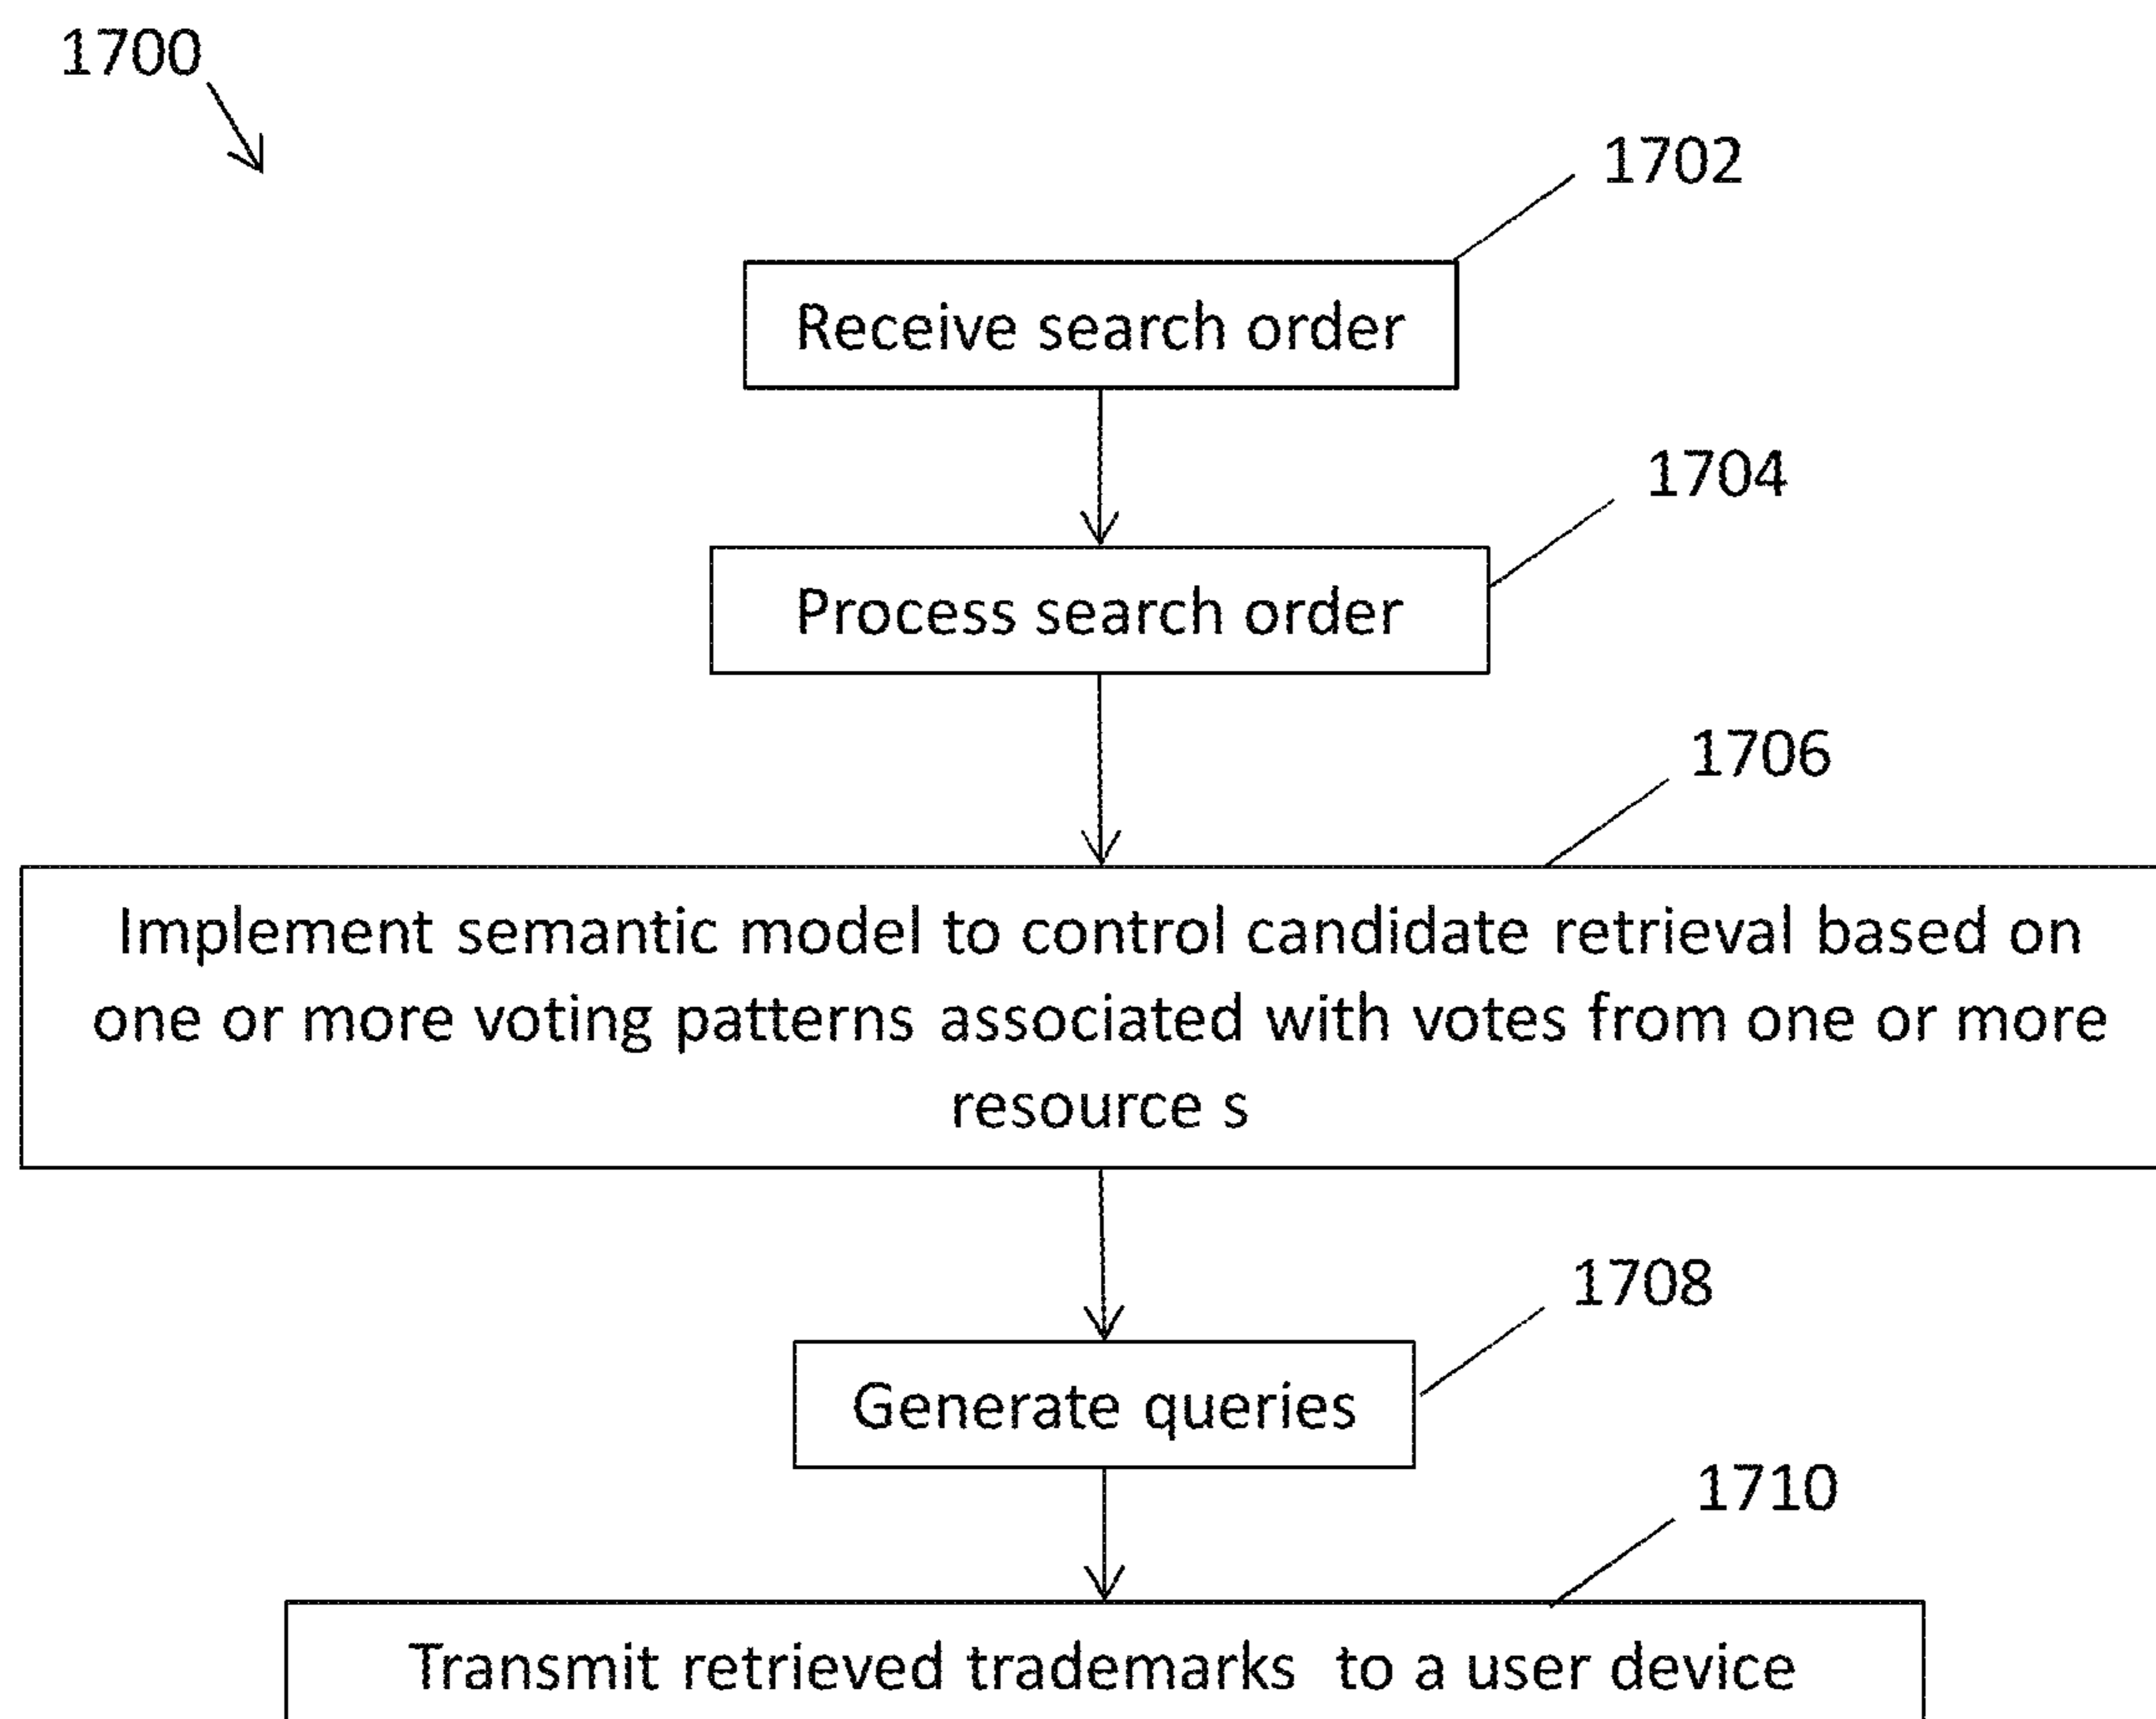 1700
1702
Receive search order
1704
Process search order
1706
Implement semantic model to control candidate retrieval based on
one or more voting patterns associated with votes from one or more
resource s
1708
Generate queries
1710
Transmit retrieved trademarks to a user device